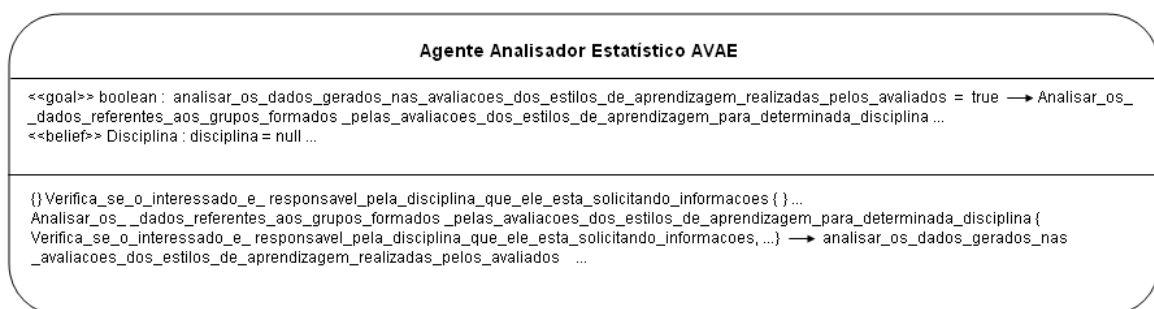 Agente Analisador Estatístico AVAE
<<goal>> boolean : analisar_os_dados_gerados_nas_avaliacoes_dos_estilos_de_aprendizagem_realizadas_pelos_avaliados = true → Analisar_os_
_dados_referentes_aos_grupos_formados _pelas_avaliacoes_dos_estilos_de_aprendizagem_para_determinada_disciplina ...
<<belief>> Disciplina : disciplina = null ...
{} Verifica_se_o_interessado_e_ responsavel_pela_disciplina_que_ele_esta_solicitando_informacoes { } ...
Analisar_os_ _dados_referentes_aos_grupos_formados _pelas_avaliacoes_dos_estilos_de_aprendizagem_para_determinada_disciplina {
Verifica_se_o_interessado_e_ responsavel_pela_disciplina_que_ele_esta_solicitando_informacoes, ...} → analisar_os_dados_gerados_nas
_avaliacoes_dos_estilos_de_aprendizagem_realizadas_pelos_avaliados ...